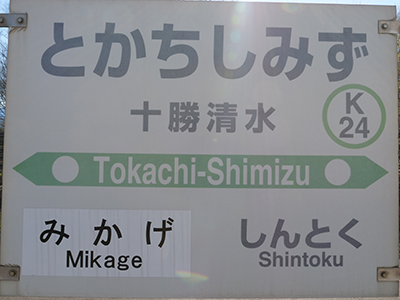 とかちしみず
十勝清水
K
24
Tokachi-Shimizu
みかげ
Mikage
しんとく
Shintoku